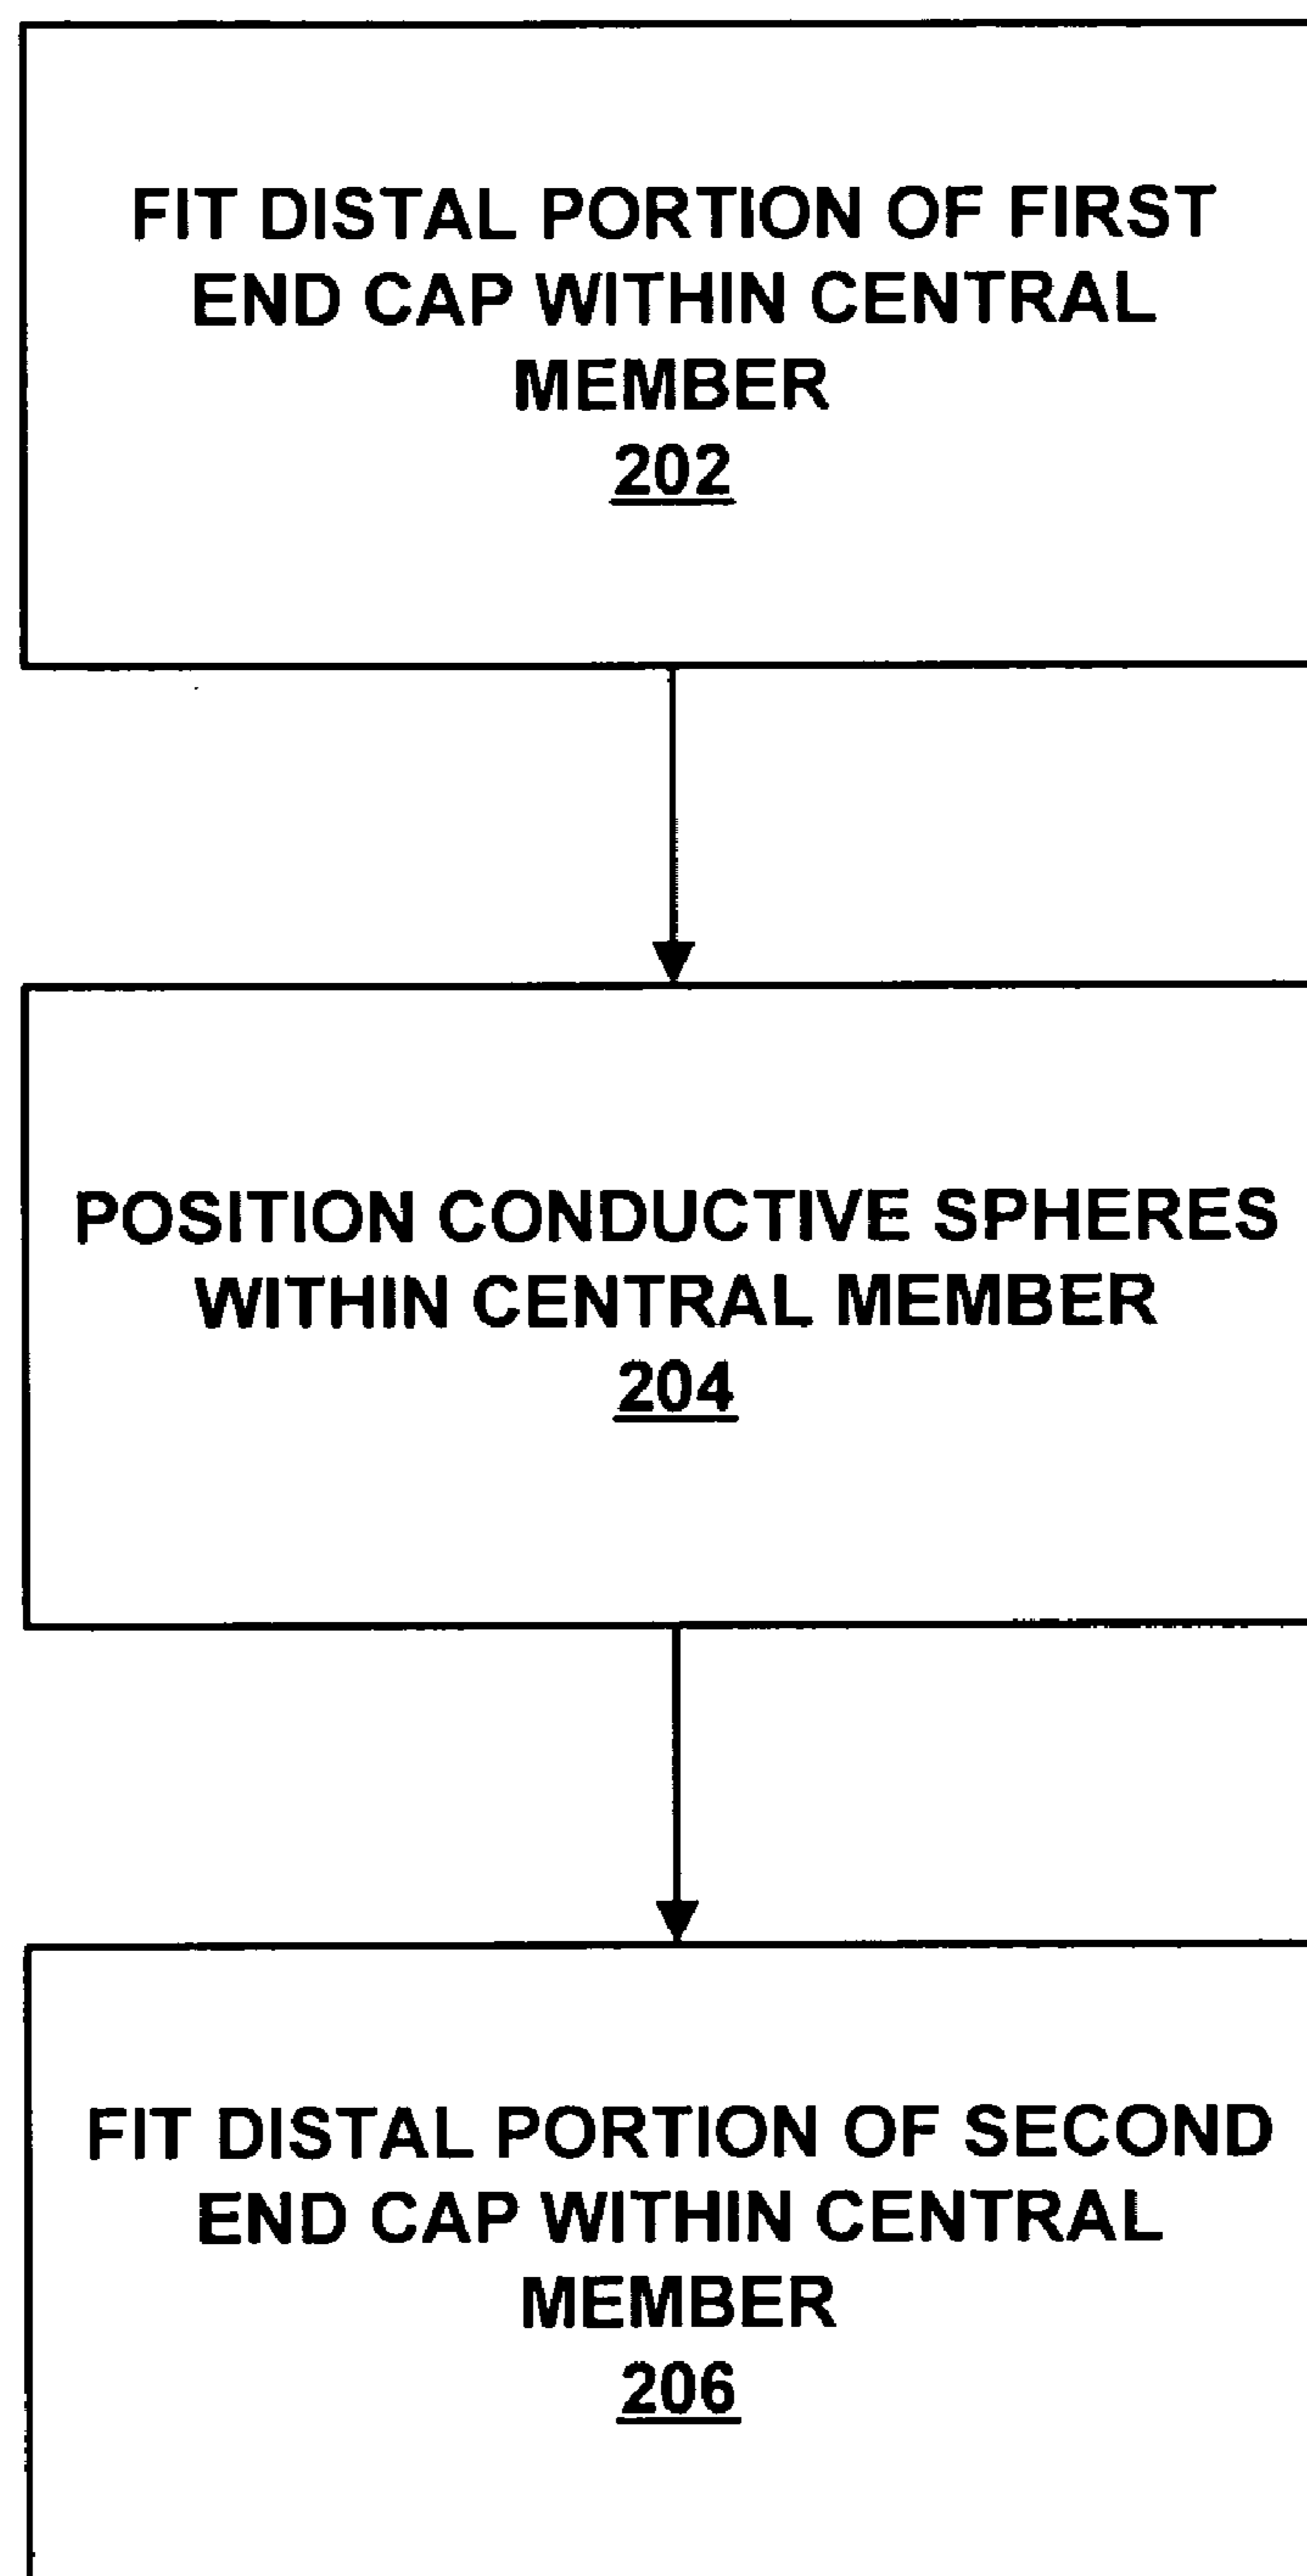 FIT DISTAL PORTION OF FIRST
END CAP WITHIN CENTRAL
MEMBER
202
POSITION CONDUCTIVE SPHERES
WITHIN CENTRAL MEMBER
204
FIT DISTAL PORTION OF SECOND
END CAP WITHIN CENTRAL
MEMBER
206